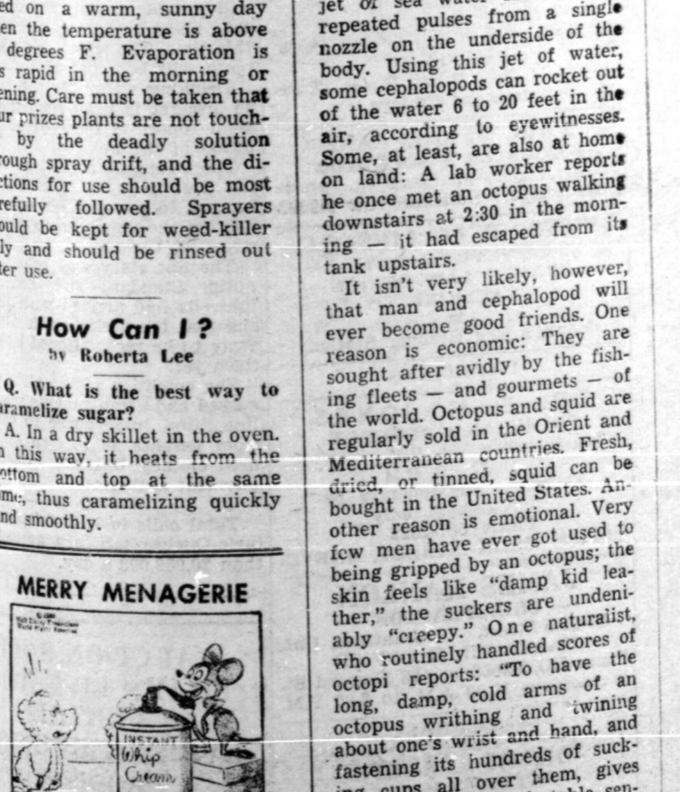 ed on a warm, sunny day
en the temperature is above
degrees F. Evaporation is
s rapid in the morning or
ening. Care must be taken that
ur prizes plants are not touch-
by the deadly solution
rough spray drift, and the di-
ctions for use should be most
refully followed. Sprayers
ould be kept for weed-killer
ly and should be rinsed out
ter use.
How Can I?
by Roberta Lee
Q. What is the best way to
aramelize sugar?
A. In a dry skillet in the oven.
n this way, it heats from the
ottom and top at the same
me, thus caramelizing quickly
nd smoothly.
MERRY MENAGERIE
INSTANT
Whip
Cream
jet of sea water
repeated pulses from a single
nozzle on the underside of the
body. Using this jet of water,
some cephalopods can rocket out
of the water 6 to 20 feet in the
air, according to eyewitnesses.
Some, at least, are also at home
on land: A lab worker reports
he once met an octopus walking
downstairs at 2:30 in the morn-
ing — it had escaped from its
tank upstairs.
It isn't very likely, however,
that man and cephalopod will
ever become good friends. One
reason is economic: They are
sought after avidly by the fish-
ing fleets — and gourmets — of
the world. Octopus and squid are
regularly sold in the Orient and
Mediterranean countries. Fresh,
dried, or tinned, squid can be
bought in the United States. An-
other reason is emotional. Very
few men have ever got used to
being gripped by an octopus; the
skin feels like "damp kid lea-
ther," the suckers are undeni-
ably "creepy." One naturalist,
who routinely handled scores of
octopi reports: "To have the
long, damp, cold arms of an
octopus writhing and twining
about one's wrist and hand, and
fastening its hundreds of suck-
ing cups all over them, gives